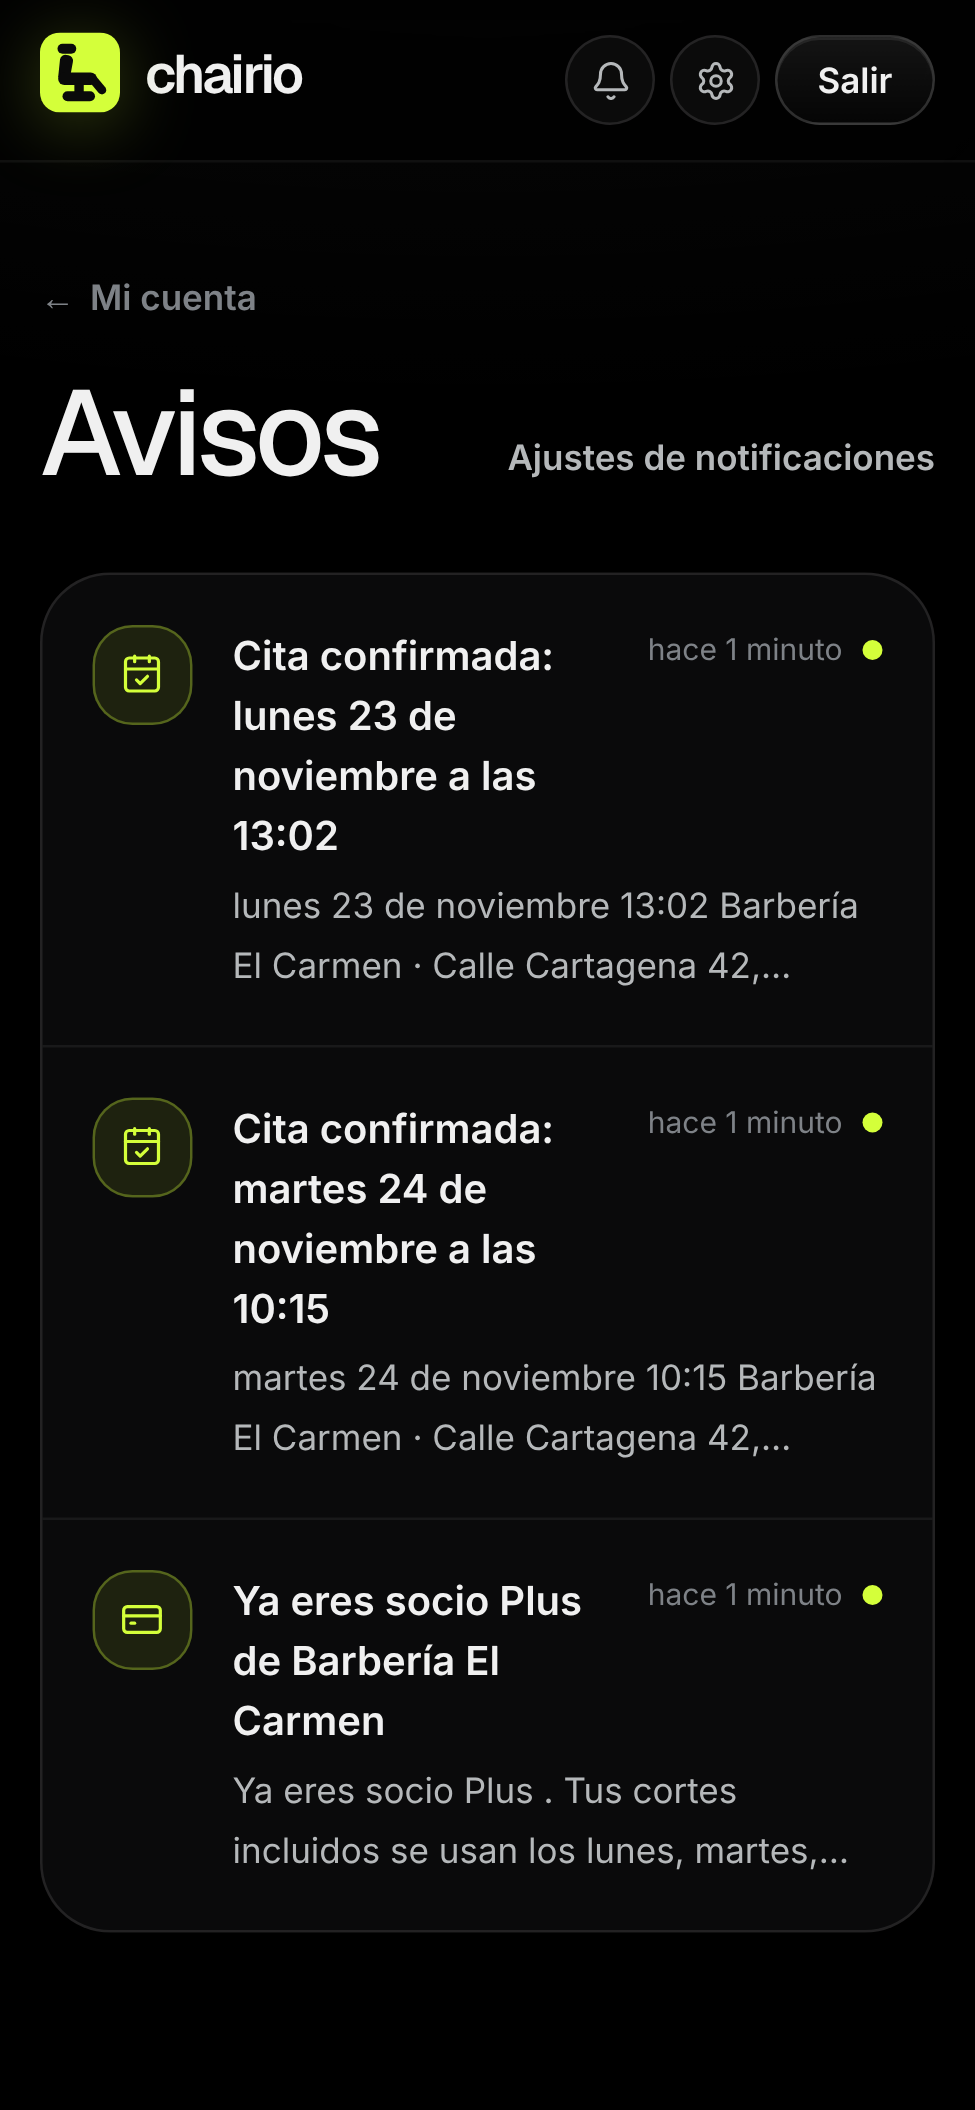 chairio
Salir
← Mi cuenta
Avisos
Ajustes de notificaciones
Cita confirmada:
lunes 23 de
noviembre a las
13:02
hace 1 minuto
lunes 23 de noviembre 13:02 Barbería
El Carmen · Calle Cartagena 42,...
Cita confirmada:
martes 24 de
noviembre a las
10:15
hace 1 minuto
martes 24 de noviembre 10:15 Barbería
El Carmen · Calle Cartagena 42,...
Ya eres socio Plus
de Barbería El
Carmen
hace 1 minuto
Ya eres socio Plus . Tus cortes
incluidos se usan los lunes, martes,...